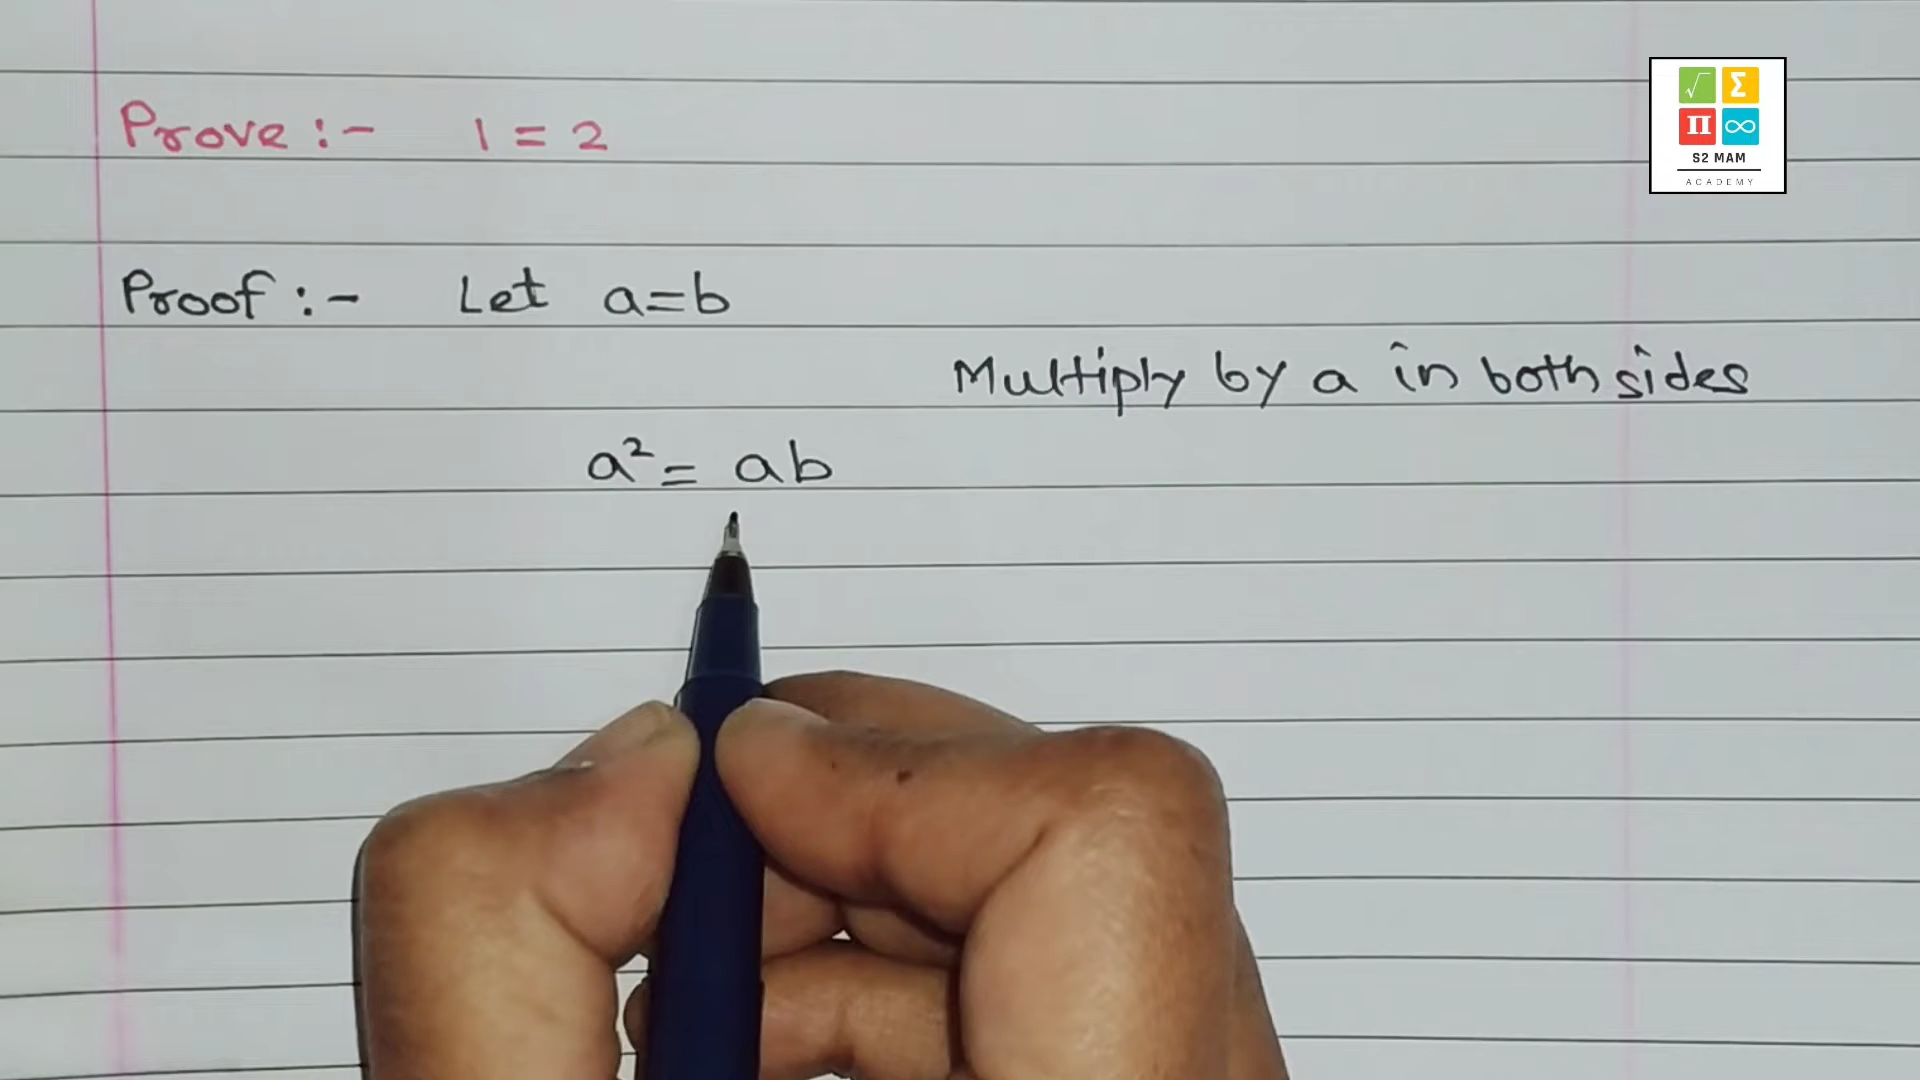 Prove :- 1 = 2
√ Σ
π ∞
S2 MAM
ACADEMY
Proof :- Let a=b
Multiply by a in both sides
a² = ab